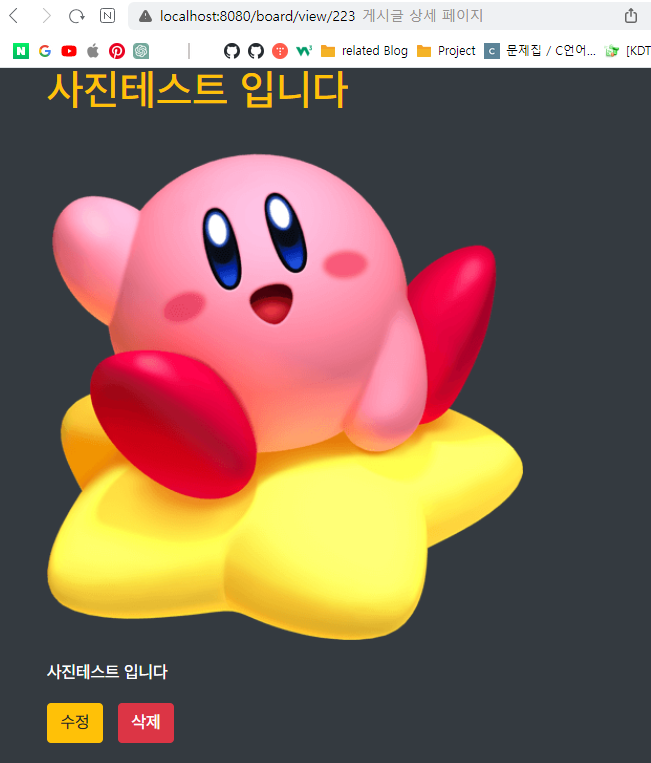 localhost:8080/board/view/223 게시글 상세 페이지
related Blog Project 문제집 / C언어... [KDT
사진테스트 입니다
사진테스트 입니다
수정 삭제